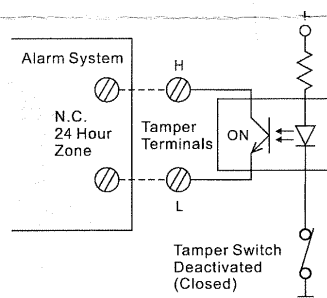 +
Alarm System
H
N.C.
24 Hour
Zone
Tamper
Terminals
ON
L
Tamper Switch
Deactivated
(Closed)